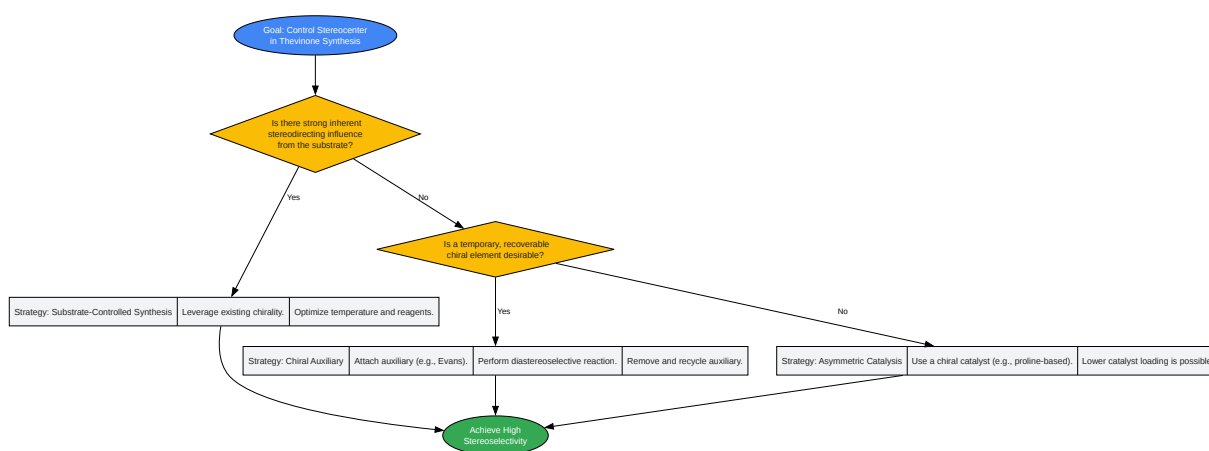 Goal: Control Stereocenter
in Thevinone Synthesis
Is there strong inherent
stereodirecting influence
from the substrate?
Yes
No
Is a temporary, recoverable
chiral element desirable?
Strategy: Substrate-Controlled Synthesis
Leverage existing chirality.
Optimize temperature and reagents.
Yes
No
Strategy: Chiral Auxiliary
Attach auxiliary (e.g., Evans).
Perform diastereoselective reaction.
Remove and recycle auxiliary.
Strategy: Asymmetric Catalysis
Use a chiral catalyst (e.g., proline-based).
Lower catalyst loading is possible
Achieve High
Stereoselectivity